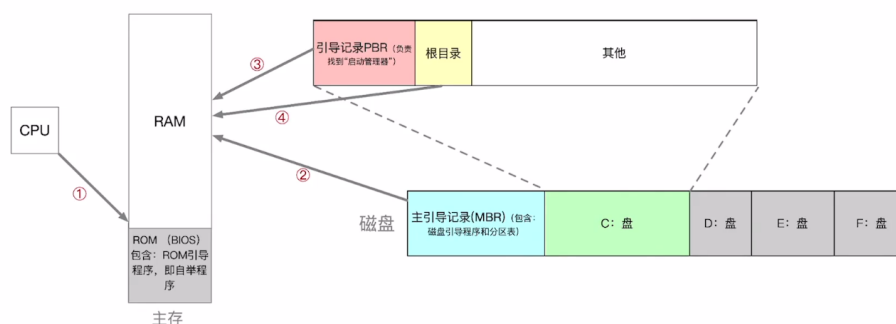 引导记录PBR（负责
找到“启动管理器”）
根目录
其他
③
RAM
④
CPU
②
①
磁盘
主引导记录(MBR)（包含：
磁盘引导程序和分区表）
C：盘
D：盘
E：盘
F：盘
ROM （BIOS）
包含：ROM引导
程序，即自举程
序
主存